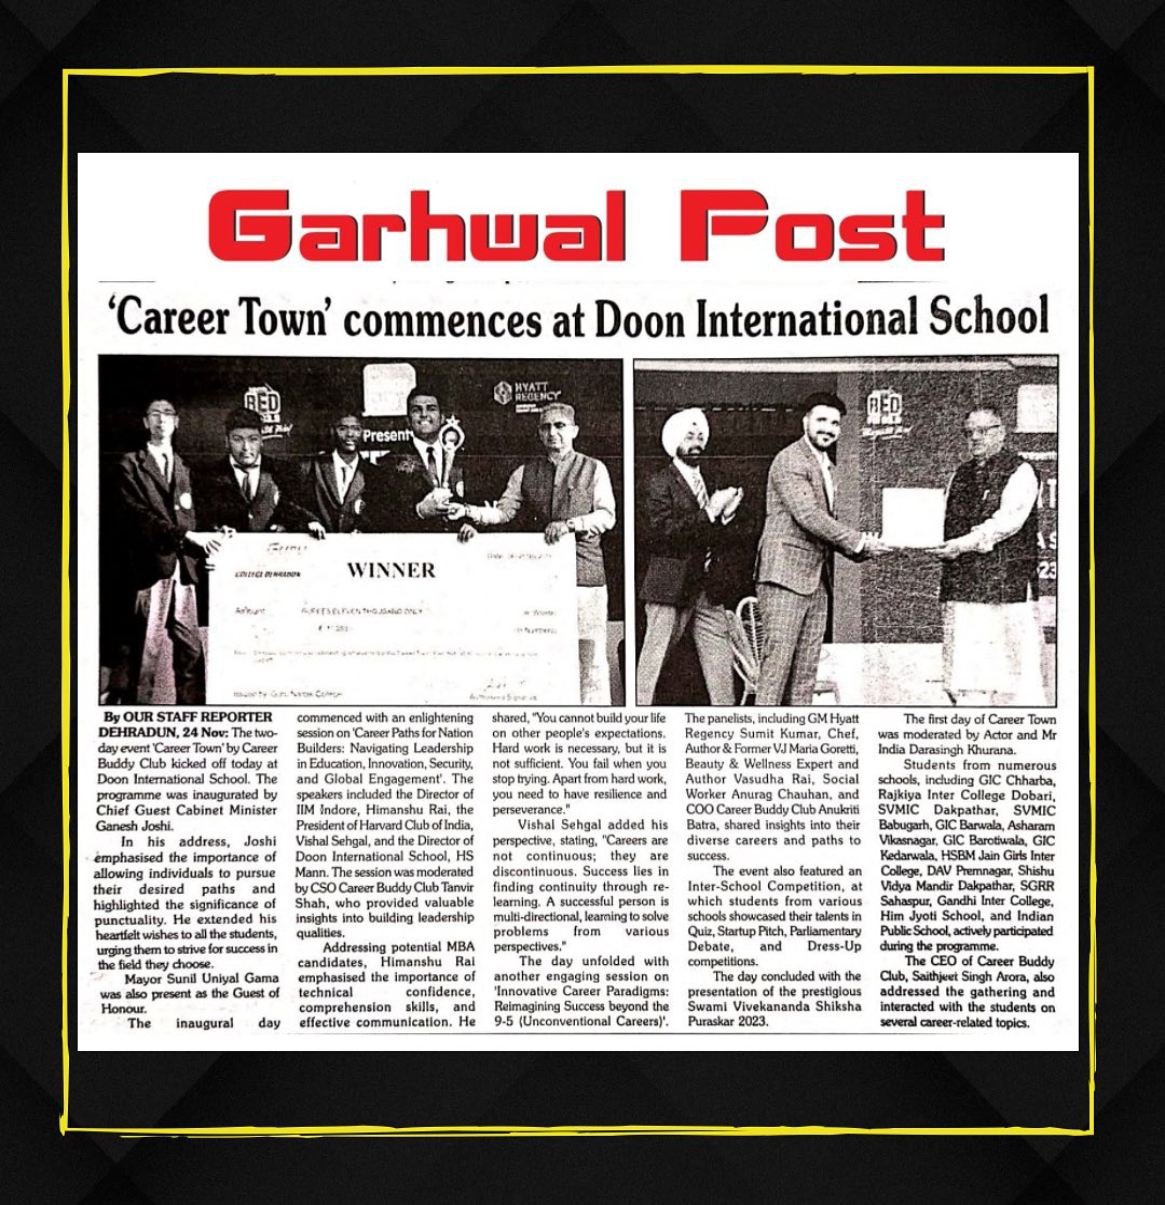 Garhwal Post
'Career Town' commences at Doon International School
RED
HYATT
REGENCY
Present
COLLEGE DEHRADUN
WINNER
Amount
RUPEES ELEVEN THOUSAND ONLY
In Words
In Numbers
Issued by Guru Nanak College
Authorised Signature
RED
23
By OUR STAFF REPORTER
DEHRADUN, 24 Nov: The two-
day event 'Career Town' by Career
Buddy Club kicked off today at
Doon International School. The
programme was inaugurated by
Chief Guest Cabinet Minister
Ganesh Joshi.
In his address, Joshi
emphasised the importance of
allowing individuals to pursue
their desired paths and
highlighted the significance of
punctuality. He extended his
heartfelt wishes to all the students,
urging them to strive for success in
the field they choose.
Mayor Sunil Uniyal Gama
was also present as the Guest of
Honour.
The inaugural day
commenced with an enlightening
session on 'Career Paths for Nation
Builders: Navigating Leadership
in Education, Innovation, Security,
and Global Engagement'. The
speakers included the Director of
IIM Indore, Himanshu Rai, the
President of Harvard Club of India,
Vishal Sehgal, and the Director of
Doon International School, HS
Mann. The session was moderated
by CSO Career Buddy Club Tanvir
Shah, who provided valuable
insights into building leadership
qualities.
Addressing potential MBA
candidates, Himanshu Rai
emphasised the importance of
technical confidence,
comprehension skills, and
effective communication. He
shared, "You cannot build your life
on other people's expectations.
Hard work is necessary, but it is
not sufficient. You fail when you
stop trying. Apart from hard work,
you need to have resilience and
perseverance."
Vishal Sehgal added his
perspective, stating, "Careers are
not continuous; they are
discontinuous. Success lies in
finding continuity through re-
learning. A successful person is
multi-directional, learning to solve
problems from various
perspectives."
The day unfolded with
another engaging session on
'Innovative Career Paradigms:
Reimagining Success beyond the
9-5 (Unconventional Careers)'.
The panelists, including GM Hyatt
Regency Sumit Kumar, Chef,
Author & Former VJ Maria Goretti,
Beauty & Wellness Expert and
Author Vasudha Rai, Social
Worker Anurag Chauhan, and
COO Career Buddy Club Anukriti
Batra, shared insights into their
diverse careers and paths to
success.
The event also featured an
Inter-School Competition, at
which students from various
schools showcased their talents in
Quiz, Startup Pitch, Parliamentary
Debate, and Dress-Up
competitions.
The day concluded with the
presentation of the prestigious
Swami Vivekananda Shiksha
Puraskar 2023.
The first day of Career Town
was moderated by Actor and Mr
India Darasingh Khurana.
Students from numerous
schools, including GIC Chharba,
Rajkiya Inter College Dobari,
SVMIC Dakpathar, SVMIC
Babugarh, GIC Barwala, Asharam
Vikasnagar, GIC Barotiwala, GIC
Kedarwala, HSBM Jain Girls Inter
College, DAV Premnagar, Shishu
Vidya Mandir Dakpathar, SGRR
Sahaspur, Gandhi Inter College,
Him Jyoti School, and Indian
Public School, actively participated
during the programme.
The CEO of Career Buddy
Club, Saithjeet Singh Arora, also
addressed the gathering and
interacted with the students on
several career-related topics.